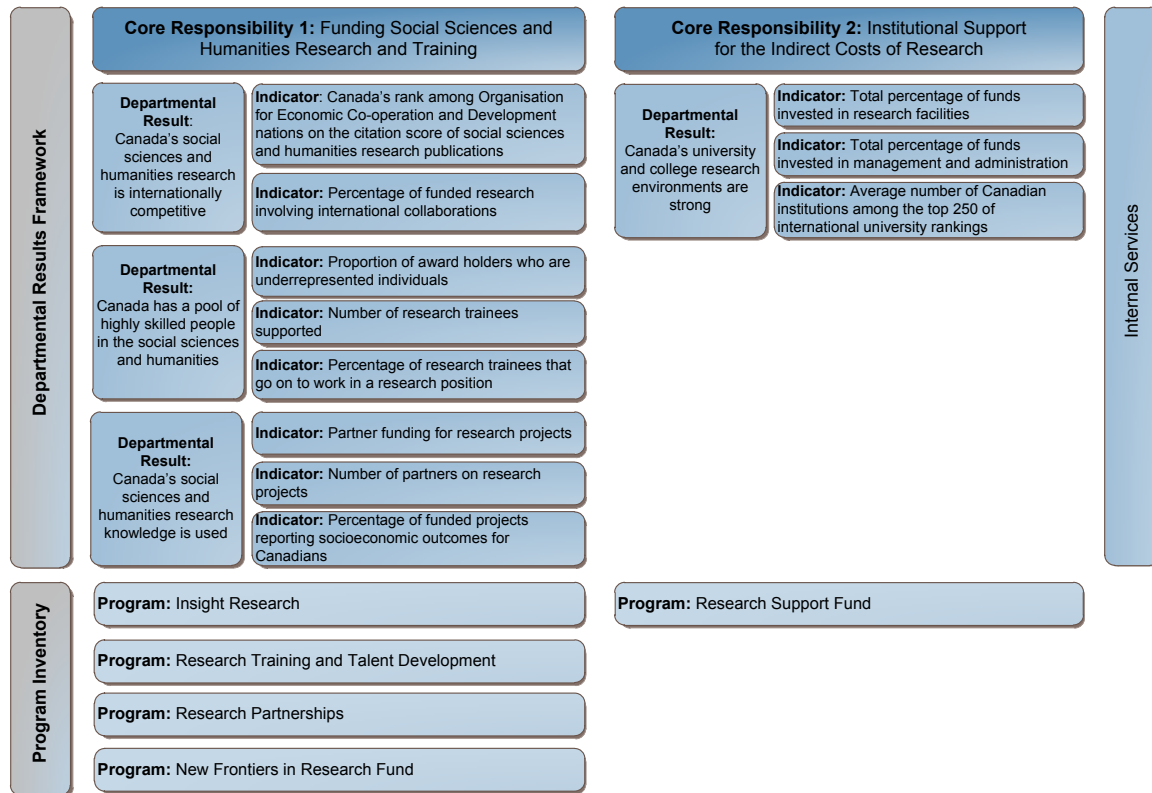 Departmental Results Framework
Core Responsibility 1: Funding Social Sciences and
Humanities Research and Training
Departmental
Result:
Canada’s social
sciences and
humanities research
is internationally
competitive
Indicator: Canada’s rank among Organisation
for Economic Co-operation and Development
nations on the citation score of social sciences
and humanities research publications
Indicator: Percentage of funded research
involving international collaborations
Departmental
Result:
Canada has a pool of
highly skilled people
in the social sciences
and humanities
Indicator: Proportion of award holders who are
underrepresented individuals
Indicator: Number of research trainees
supported
Indicator: Percentage of research trainees that
go on to work in a research position
Departmental
Result:
Canada’s social
sciences and
humanities research
knowledge is used
Indicator: Partner funding for research projects
Indicator: Number of partners on research
projects
Indicator: Percentage of funded projects
reporting socioeconomic outcomes for
Canadians
Core Responsibility 2: Institutional Support
for the Indirect Costs of Research
Departmental
Result:
Canada’s university
and college research
environments are
strong
Indicator: Total percentage of funds
invested in research facilities
Indicator: Total percentage of funds
invested in management and administration
Indicator: Average number of Canadian
institutions among the top 250 of
international university rankings
Internal Services
Program Inventory
Program: Insight Research
Program: Research Training and Talent Development
Program: Research Partnerships
Program: New Frontiers in Research Fund
Program: Research Support Fund